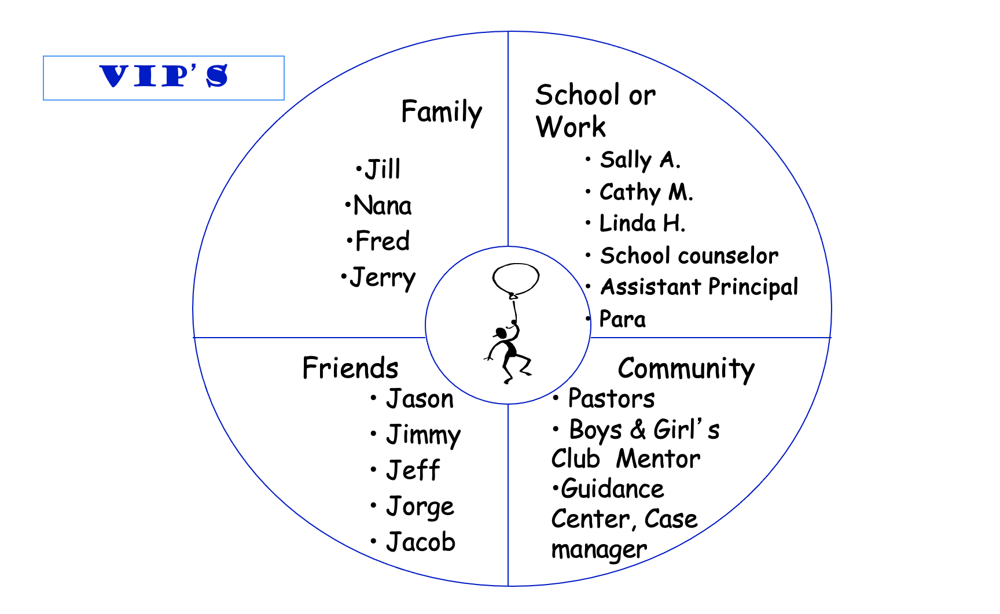 VIP’S
Family
•Jill
•Nana
•Fred
•Jerry
School or
Work
• Sally A.
• Cathy M.
• Linda H.
• School counselor
• Assistant Principal
• Para
Friends
• Jason
• Jimmy
• Jeff
• Jorge
• Jacob
Community
• Pastors
• Boys & Girl’s
Club Mentor
•Guidance
Center, Case
manager